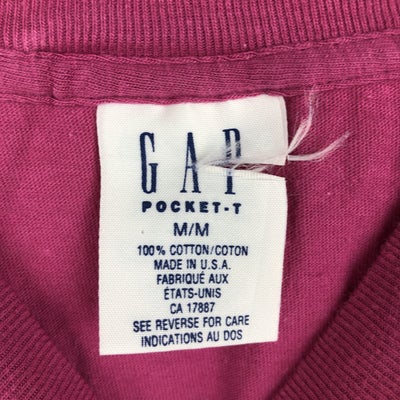 GAP
POCKET-T
M/M
100% COTTON/COTON
MADE IN U.S.A.
FABRIQUÉ AUX
ÉTATS-UNIS
CA 17887
SEE REVERSE FOR CARE
INDICATIONS AU DOS